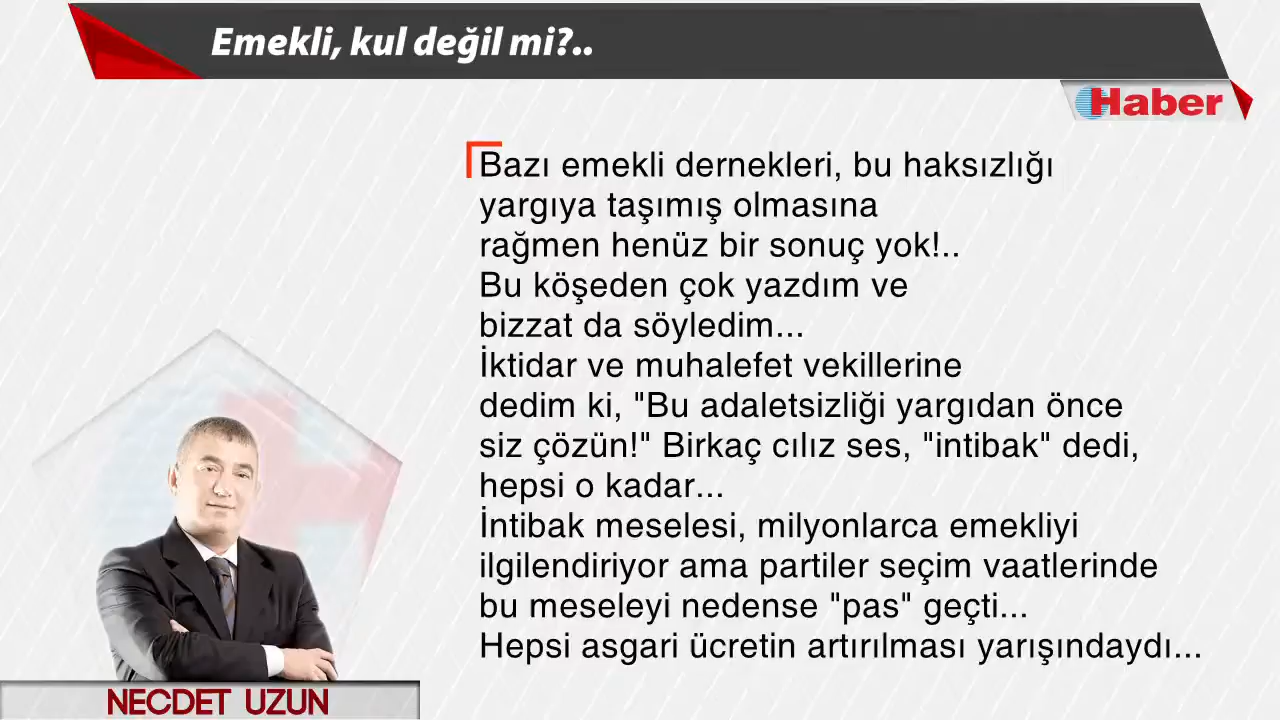 Emekli, kul değil mi?..
Haber
Bazı emekli dernekleri, bu haksızlığı
yargıya taşımış olmasına
rağmen henüz bir sonuç yok!..
Bu köşeden çok yazdım ve
bizzat da söyledim...
İktidar ve muhalefet vekillerine
dedim ki, "Bu adaletsizliği yargıdan önce
siz çözün!" Birkaç cılız ses, "intibak" dedi,
hepsi o kadar...
İntibak meselesi, milyonlarca emekliyi
ilgilendiriyor ama partiler seçim vaatlerinde
bu meseleyi nedense "pas" geçti...
Hepsi asgari ücretin artırılması yarışındaydı...
NECDET UZUN